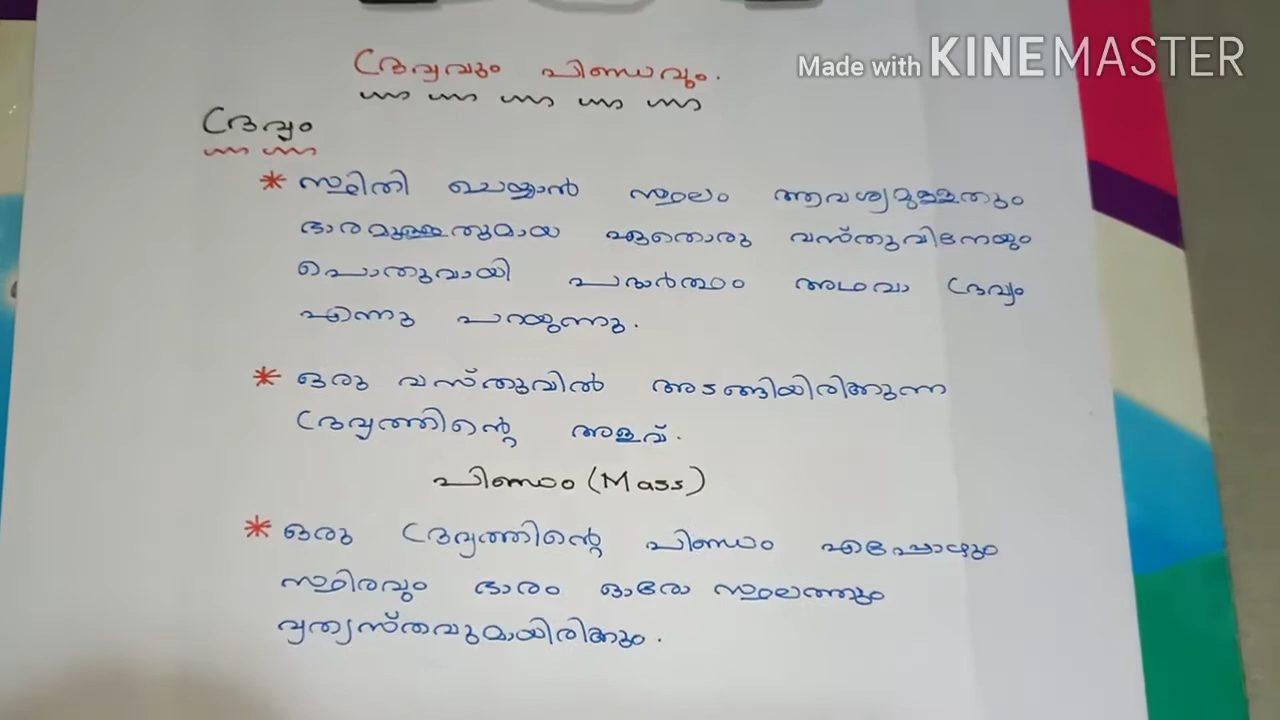 Made with KINEMASTER
ദ്രവ്യവും പിണ്ഡവും.
ദ്രവ്യം
* സ്ഥിതി ചെയ്യാൻ സ്ഥലം ആവശ്യമുള്ളതും
ഭാരമുള്ളതുമായ ഏതൊരു വസ്തുവിനേയും
പൊതുവായി പദാർത്ഥം അഥവാ ദ്രവ്യം
എന്നു പറയുന്നു.
* ഒരു വസ്തുവിൽ അടങ്ങിയിരിക്കുന്ന
ദ്രവ്യത്തിന്റെ അളവ്.
പിണ്ഡം (Mass)
* ഒരു ദ്രവ്യത്തിന്റെ പിണ്ഡം എപ്പോഴും
സ്ഥിരവും ഭാരം ഓരോ സ്ഥലത്തും
വ്യത്യസ്തവുമായിരിക്കും.